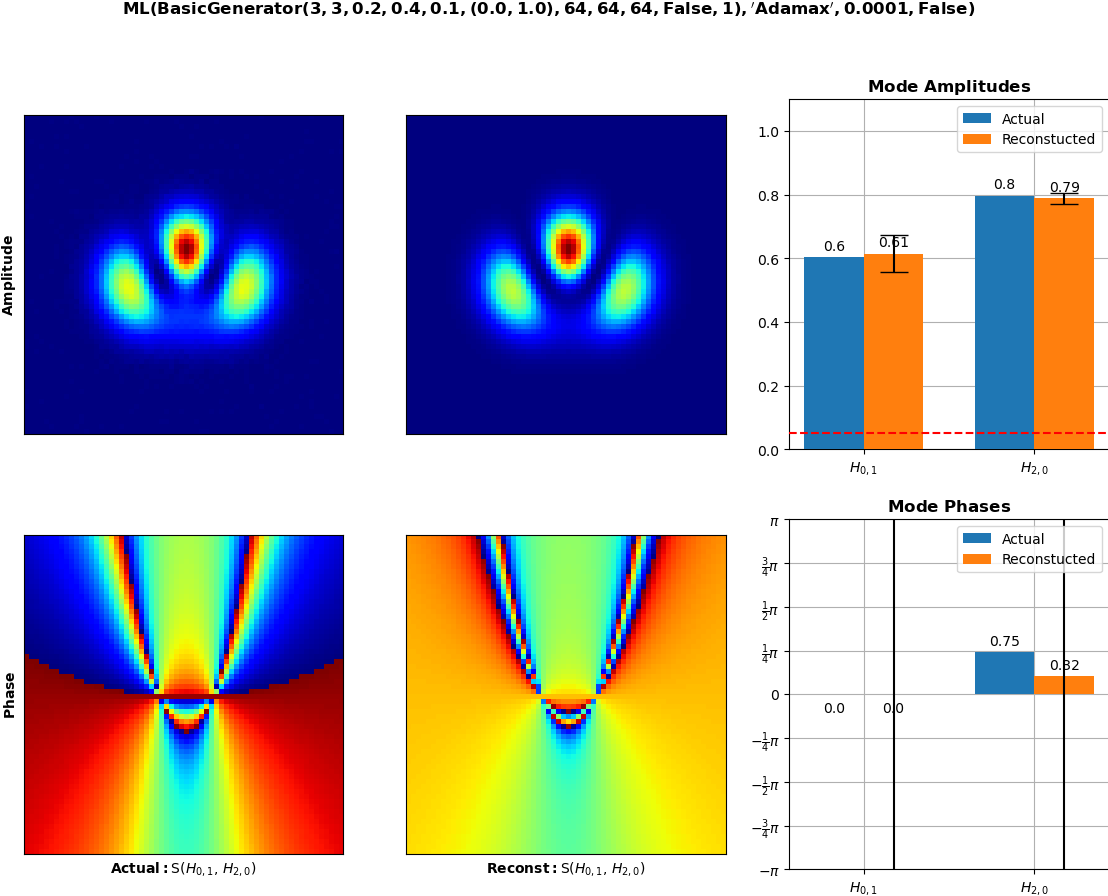 ML(BasicGenerator(3, 3, 0.2, 0.4, 0.1, (0.0, 1.0), 64, 64, 64, False, 1), ′Adamax′, 0.0001, False)
Amplitude
Mode Amplitudes
Actual
Reconstucted
1.0
0.8
0.6
0.4
0.2
0.0
0.6
0.61
0.8
0.79
H0,1
H2,0
Phase
Actual: S(H0,1, H2,0)
Reconst: S(H0,1, H2,0)
Mode Phases
Actual
Reconstucted
π
3/4π
1/2π
1/4π
0
−1/4π
−1/2π
−3/4π
−π
0.0
0.0
0.75
0.32
H0,1
H2,0